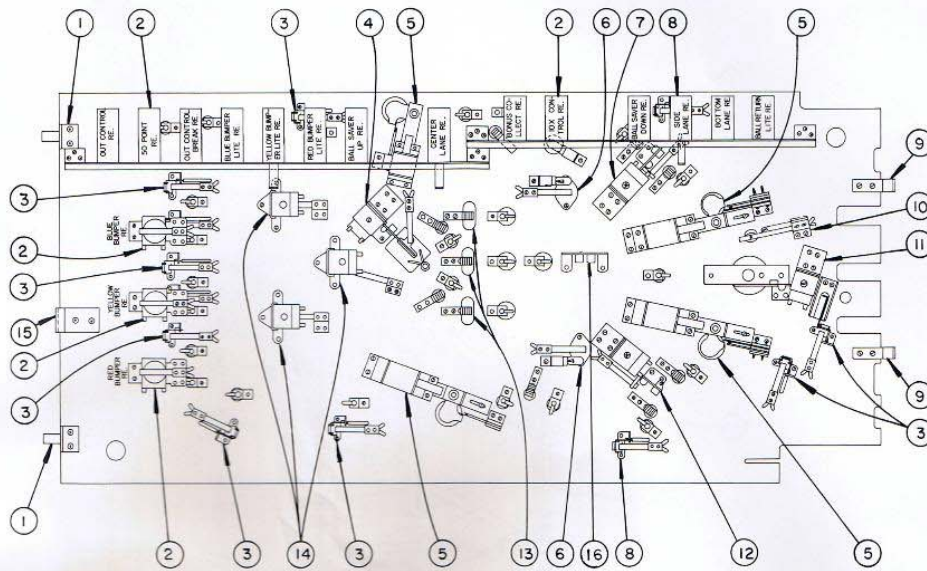 1
2
3
4
5
2
6
7
8
5
OUT CONTROL
RE.
50 POINT
RE.
OUT CONTROL
BREAK RE.
BLUE BUMPER
LITE RE.
YELLOW BUMP
ER LITE RE.
RED BUMPER
LITE RE.
BALL SAVER
UP RE.
CENTER
LANE RE.
BONUS CO-
LLECT RE.
10X CON-
TROL RE.
BALL SAVER
DOWN RE.
SIDE
LANE RE.
BOTTOM
LANE RE.
BALL RETURN
LITE RE.
3
9
3
10
BLUE
BUMPER
RE.
2
11
3
YELLOW
BUMPER
RE.
15
2
3
9
RED
BUMPER
RE.
3
1
2
3
14
3
5
13
6
16
8
12
5